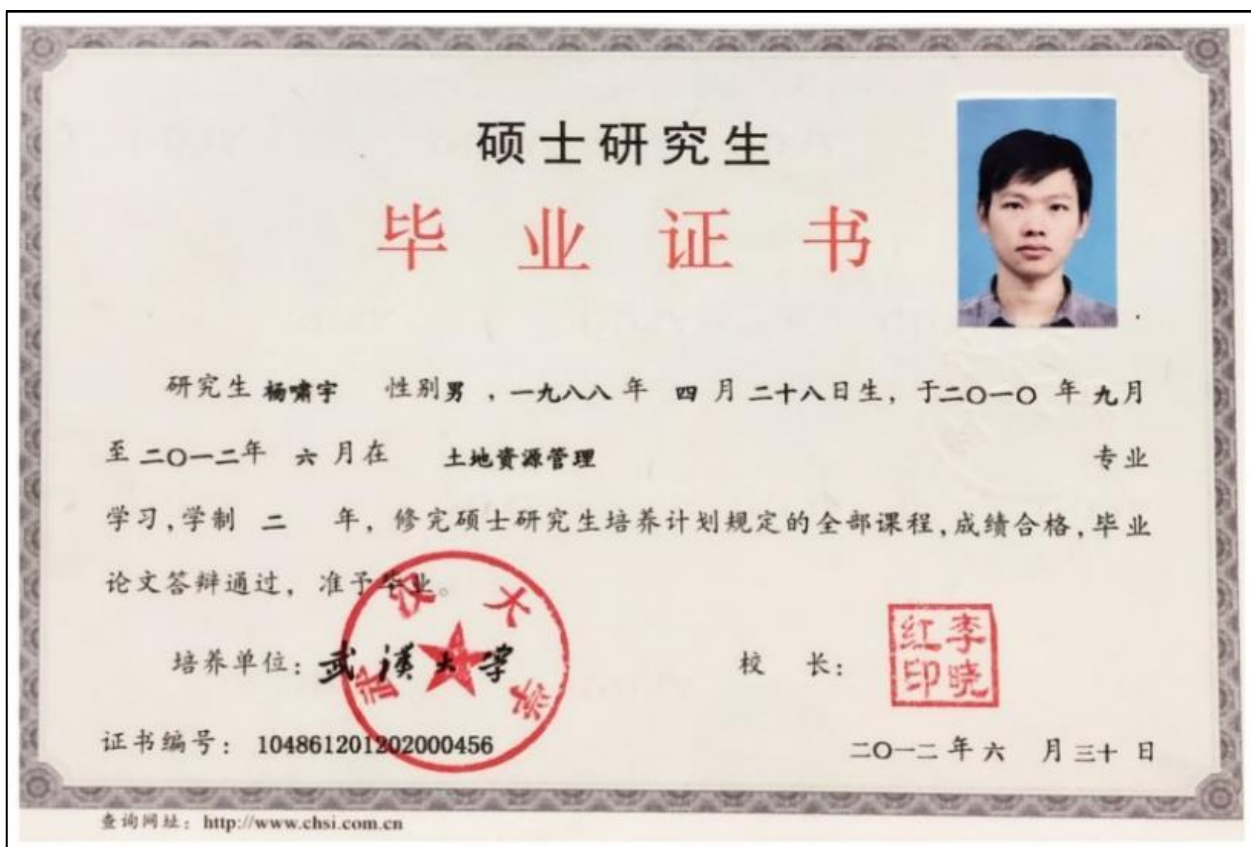 硕士研究生
毕业证书
研究生 杨啸宇 性别男，一九八八年 四月二十八日生，于二〇一〇年九月
至二〇一二年 六月在 土地资源管理 专业
学习，学制 二 年，修完硕士研究生培养计划规定的全部课程，成绩合格，毕业
论文答辩通过，准予毕业。
武汉大学
培养单位：武漢大學
校 长：
李晓红印
证书编号：104861201202000456
二〇一二年六 月三十日
查询网址：http://www.chsi.com.cn